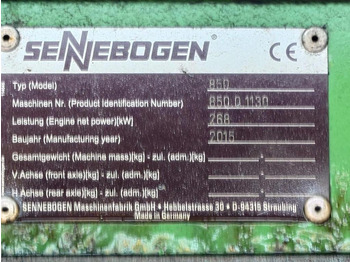 SENNEBOGEN®
CE
Typ (Model) 850
Maschinen Nr. (Product Identification Number) 850.0.1130
Leistung (Engine net power)[kW] 268
Baujahr (Manufacturing year) 2015
Gesamtgewicht (Machine mass)[kg] - zul. (adm.)[kg] -
V.Achse (front axle)[kg] - zul. (adm.)[kg] -
H.Achse (rear axle)[kg] - zul. (adm.)[kg] -
SENNEBOGEN Maschinenfabrik GmbH • Hebbelstrasse 30 • D-94315 Straubing
Made in Germany